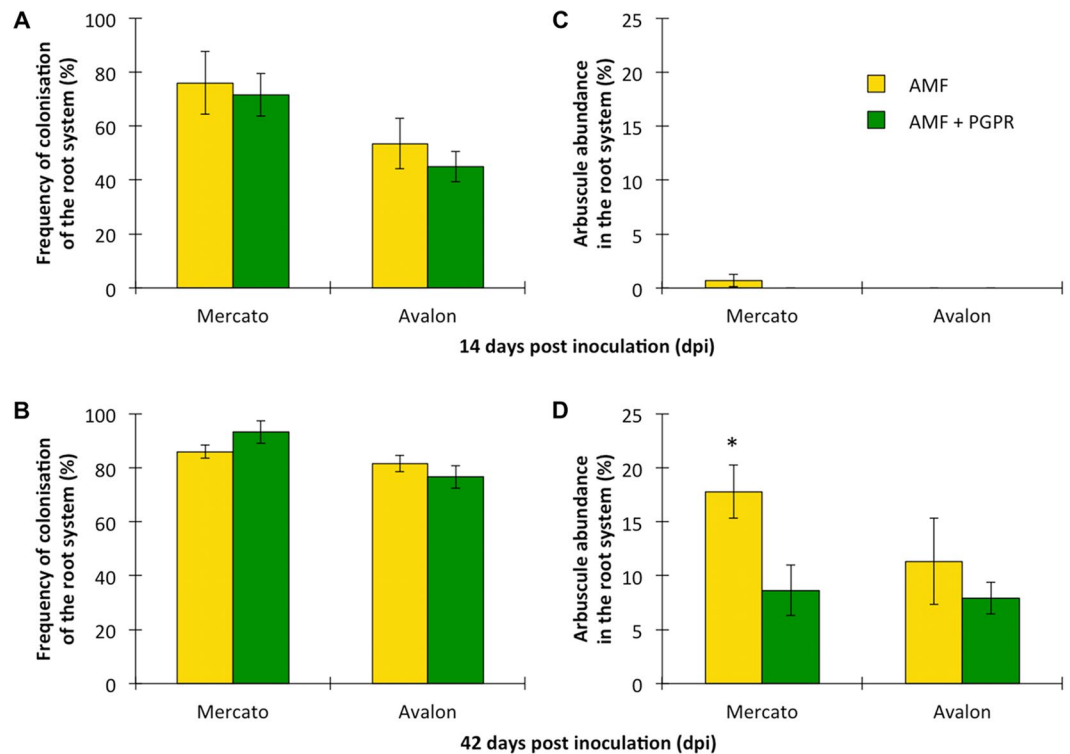 A
Frequency of colonisation
of the root system (%)
100
80
60
40
20
0
Mercato
Avalon
C
Arbuscule abundance
in the root system (%)
25
20
15
10
5
0
AMF
AMF + PGPR
Mercato
Avalon
14 days post inoculation (dpi)
B
Frequency of colonisation
of the root system (%)
100
80
60
40
20
0
Mercato
Avalon
D
Arbuscule abundance
in the root system (%)
25
20
15
10
5
0
*
Mercato
Avalon
42 days post inoculation (dpi)